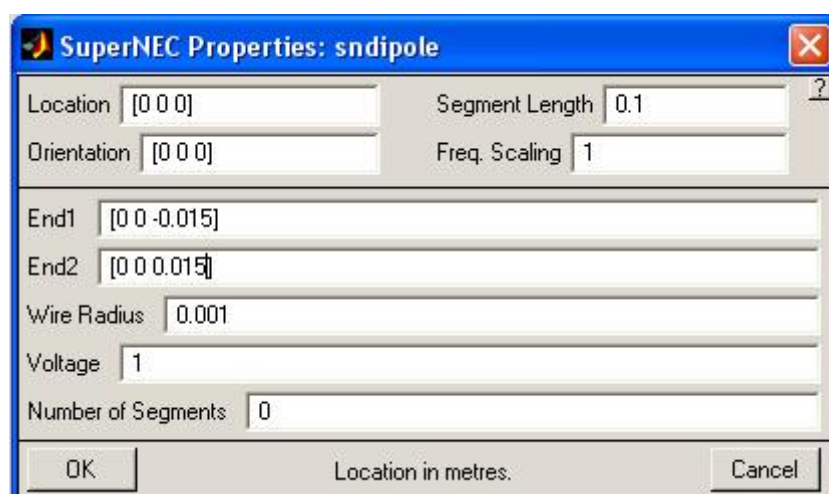 SuperNEC Properties: sndipole
Location [0 0 0] Segment Length 0.1 ?
Orientation [0 0 0] Freq. Scaling 1
End1 [0 0 -0.015]
End2 [0 0 0.015]
Wire Radius 0.001
Voltage 1
Number of Segments 0
OK Location in metres. Cancel